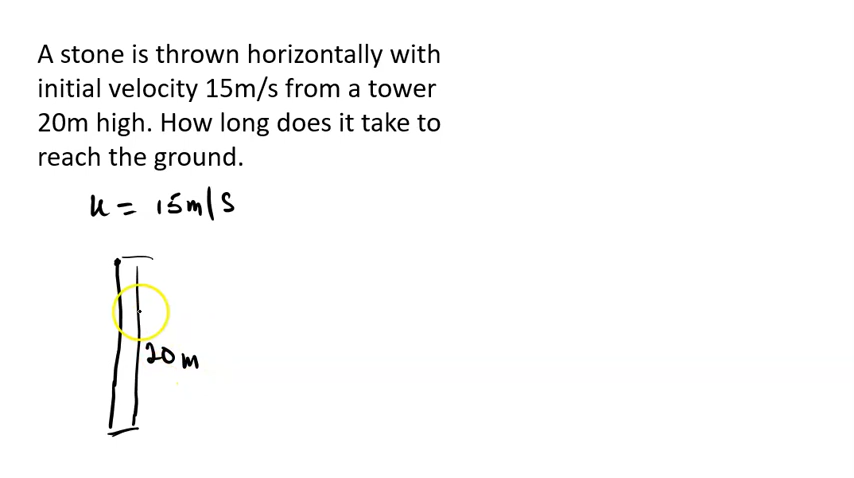 A stone is thrown horizontally with
initial velocity 15m/s from a tower
20m high. How long does it take to
reach the ground.
u = 15m/s
20m